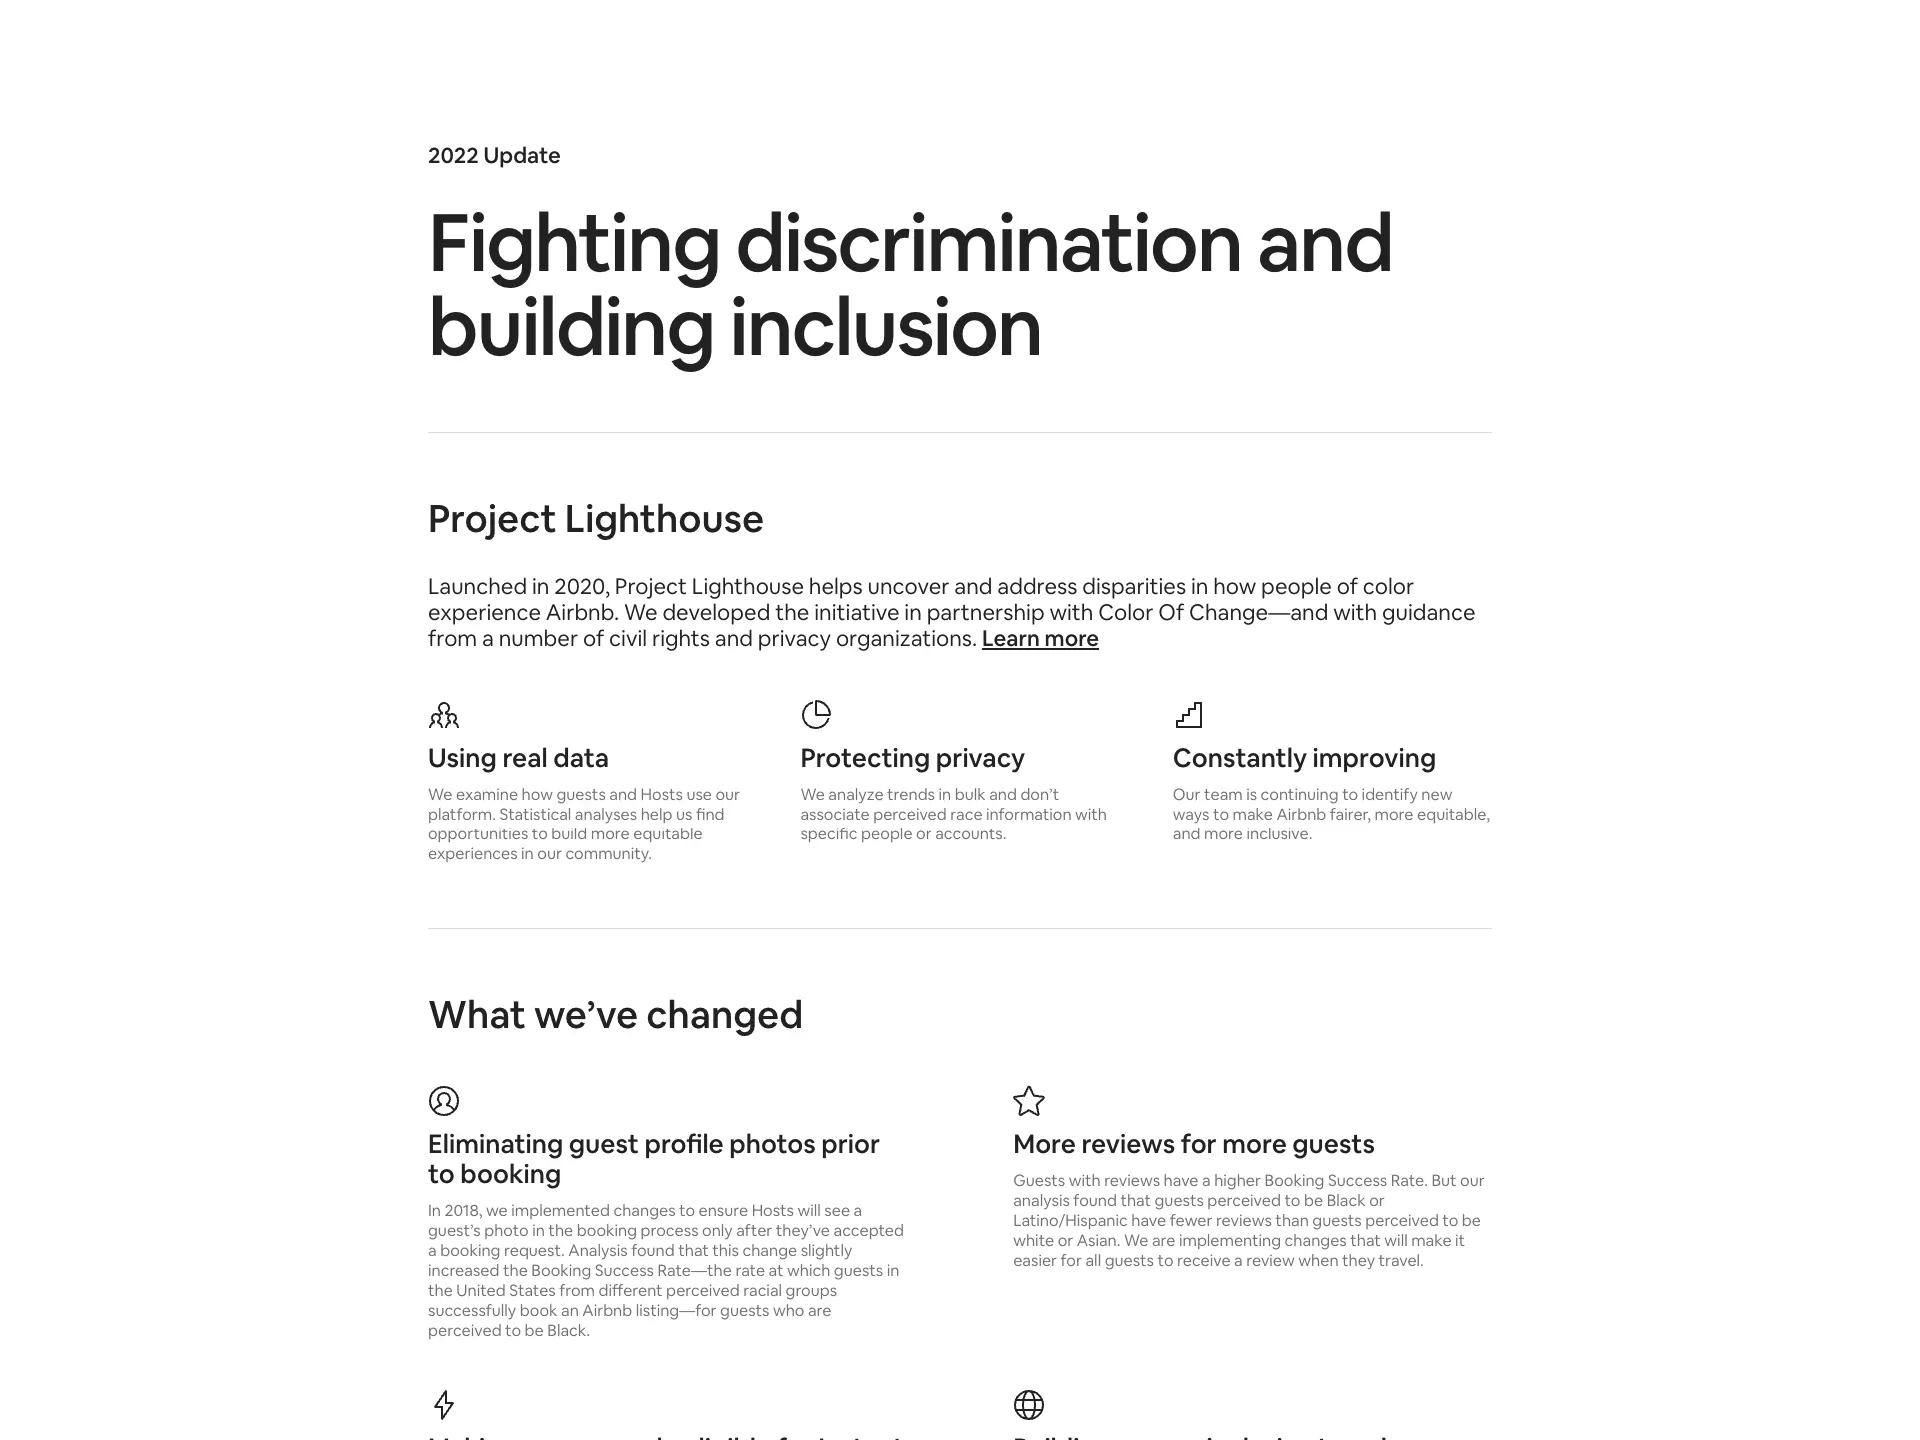 2022 Update
Fighting discrimination and
building inclusion
Project Lighthouse
Launched in 2020, Project Lighthouse helps uncover and address disparities in how people of color
experience Airbnb. We developed the initiative in partnership with Color Of Change—and with guidance
from a number of civil rights and privacy organizations. Learn more
Using real data
We examine how guests and Hosts use our
platform. Statistical analyses help us find
opportunities to build more equitable
experiences in our community.
Protecting privacy
We analyze trends in bulk and don’t
associate perceived race information with
specific people or accounts.
Constantly improving
Our team is continuing to identify new
ways to make Airbnb fairer, more equitable,
and more inclusive.
What we’ve changed
Eliminating guest profile photos prior
to booking
In 2018, we implemented changes to ensure Hosts will see a
guest’s photo in the booking process only after they’ve accepted
a booking request. Analysis found that this change slightly
increased the Booking Success Rate—the rate at which guests in
the United States from different perceived racial groups
successfully book an Airbnb listing—for guests who are
perceived to be Black.
More reviews for more guests
Guests with reviews have a higher Booking Success Rate. But our
analysis found that guests perceived to be Black or
Latino/Hispanic have fewer reviews than guests perceived to be
white or Asian. We are implementing changes that will make it
easier for all guests to receive a review when they travel.